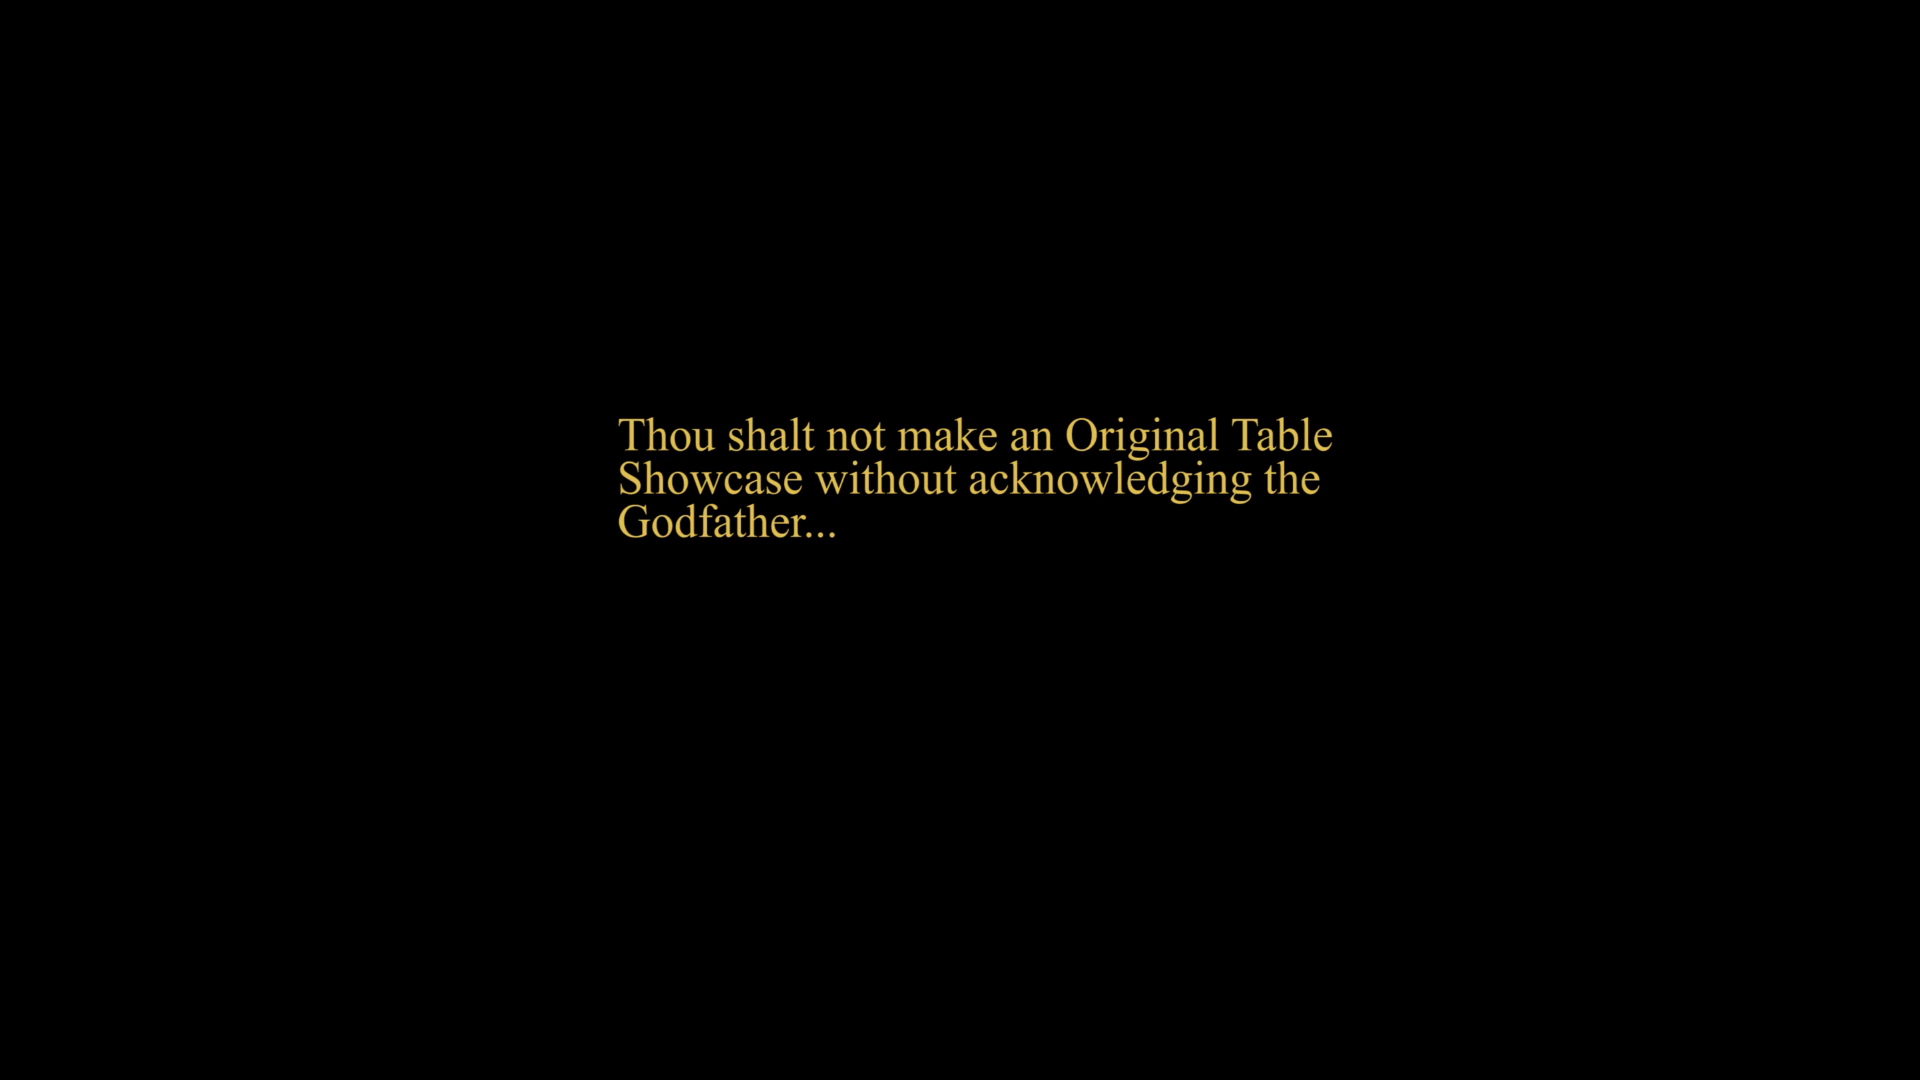 Thou shalt not make an Original Table
Showcase without acknowledging the
Godfather...